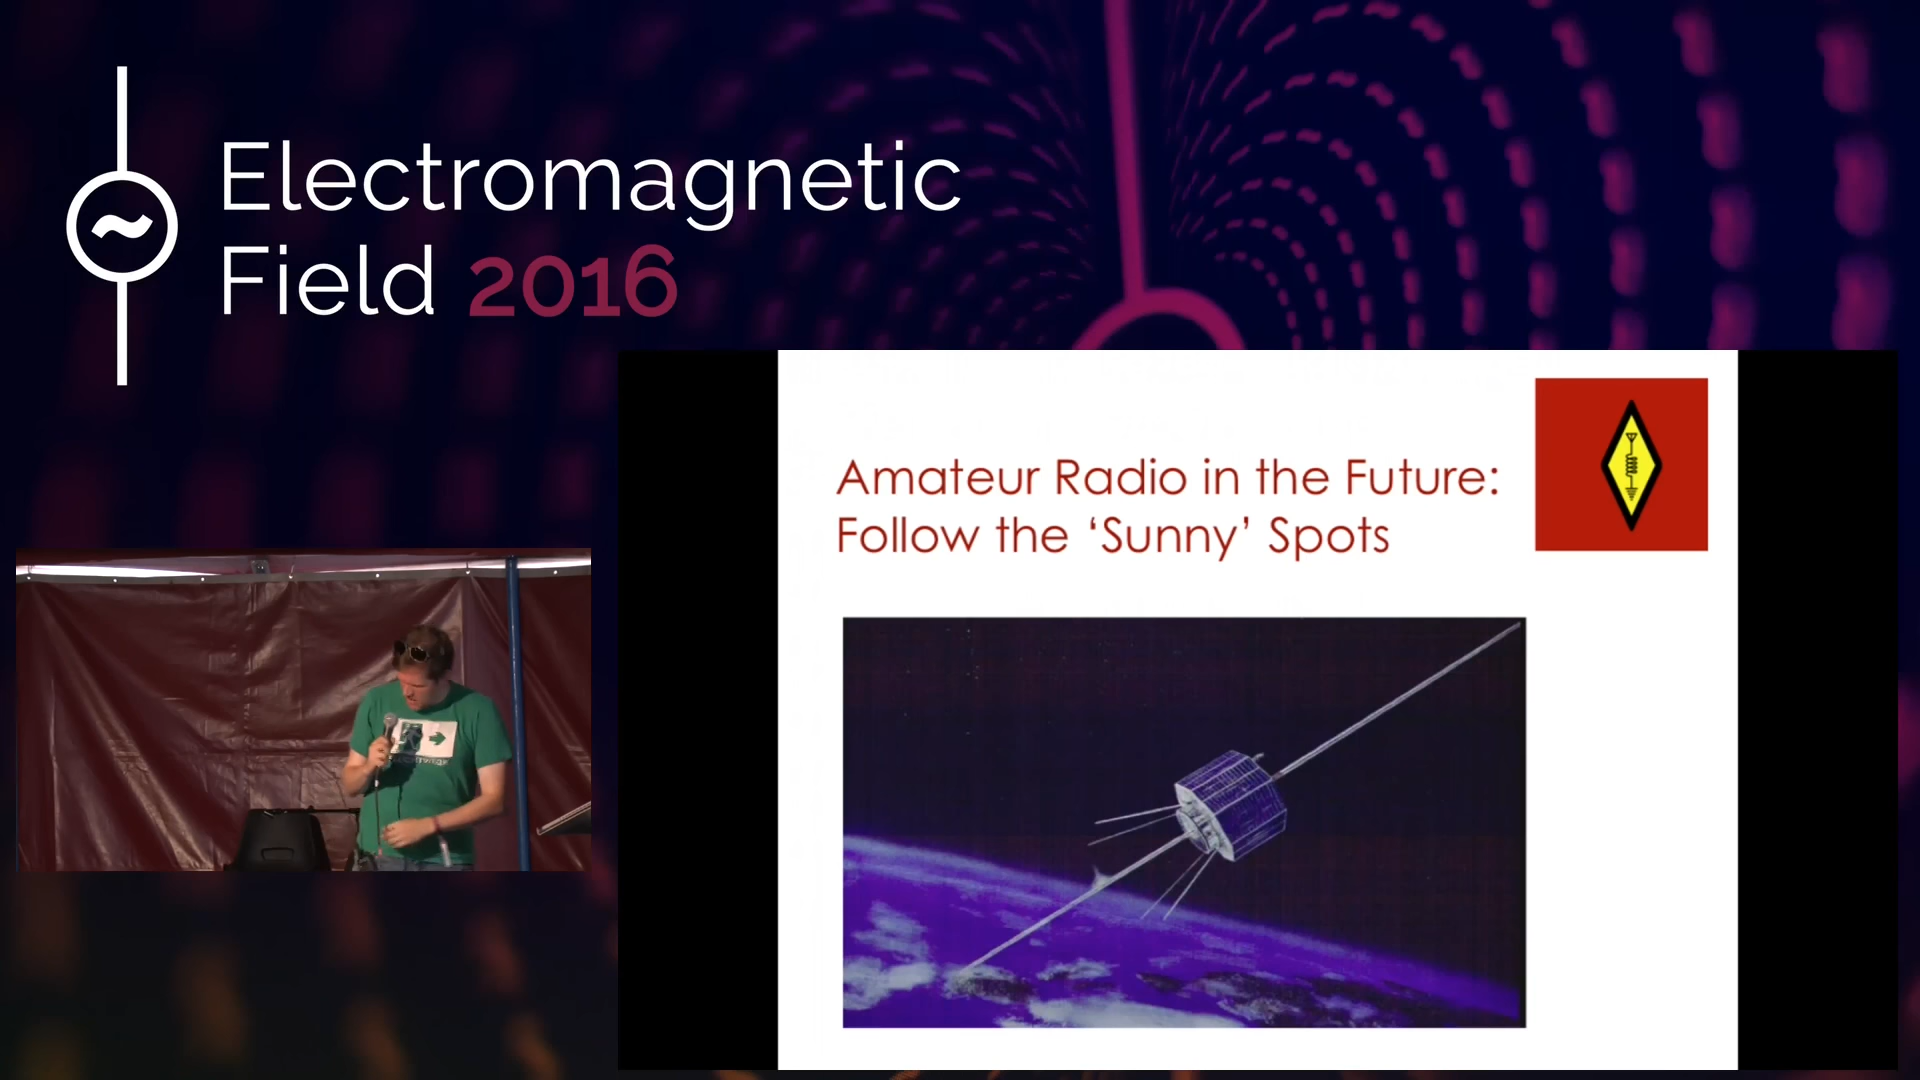 Electromagnetic
Field 2016
Amateur Radio in the Future:
Follow the ‘Sunny’ Spots